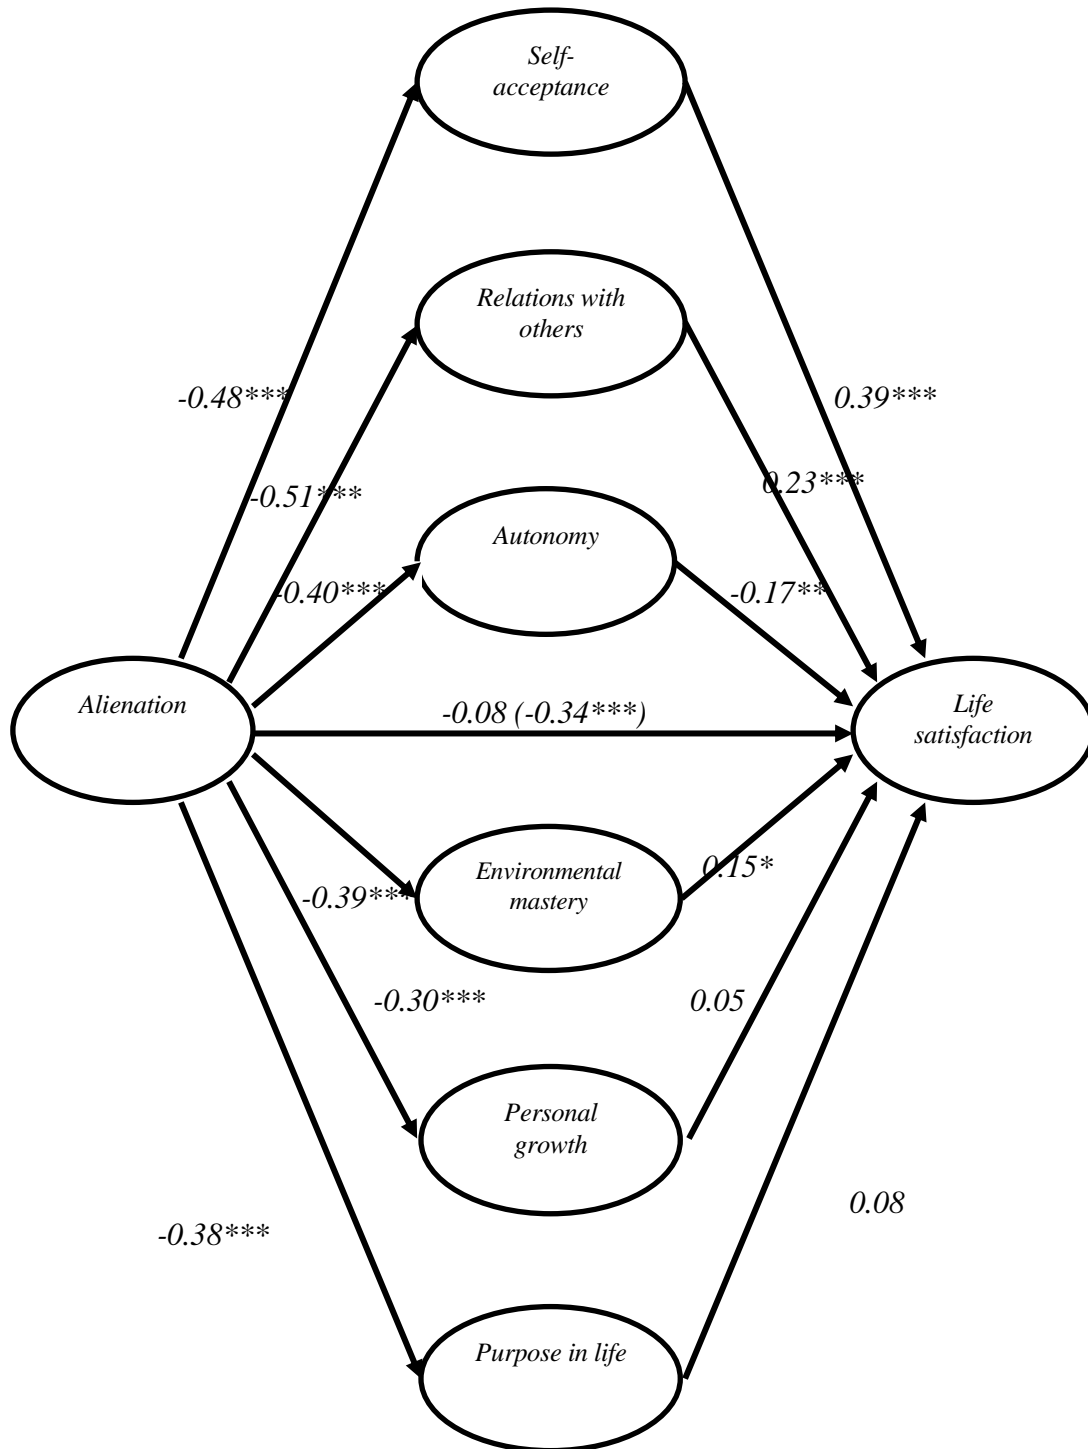 Self-
acceptance
Relations with
others
-0.48***
0.39***
-0.51***
0.23***
Autonomy
-0.40***
-0.17**
Alienation
-0.08 (-0.34***)
Life
satisfaction
Environmental
mastery
0.15*
-0.39***
-0.30***
0.05
Personal
growth
-0.38***
0.08
Purpose in life